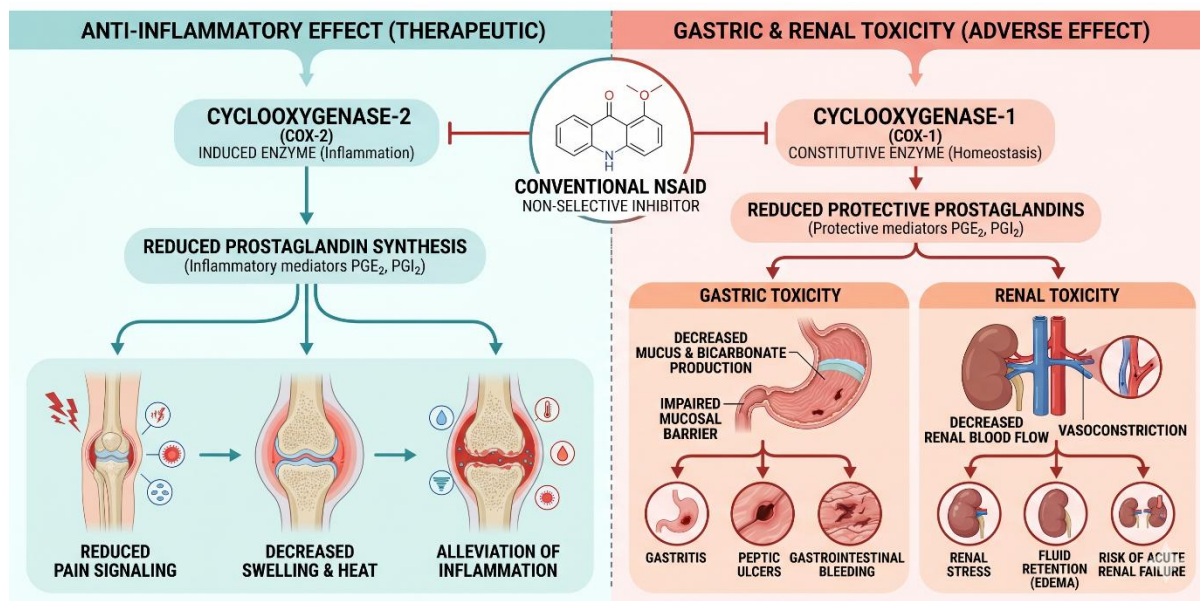 ANTI-INFLAMMATORY EFFECT (THERAPEUTIC)
CYCLOOXYGENASE-2
(COX-2)
INDUCED ENZYME (Inflammation)
REDUCED PROSTAGLANDIN SYNTHESIS
(Inflammatory mediators PGE₂, PGI₂)
REDUCED
PAIN SIGNALING
DECREASED
SWELLING & HEAT
ALLEVIATION OF
INFLAMMATION
O
O
N
H
CONVENTIONAL NSAID
NON-SELECTIVE INHIBITOR
GASTRIC & RENAL TOXICITY (ADVERSE EFFECT)
CYCLOOXYGENASE-1
(COX-1)
CONSTITUTIVE ENZYME (Homeostasis)
REDUCED PROTECTIVE PROSTAGLANDINS
(Protective mediators PGE₂, PGI₂)
GASTRIC TOXICITY
DECREASED
MUCUS & BICARBONATE
PRODUCTION
IMPAIRED
MUCOSAL
BARRIER
GASTRITIS
PEPTIC
ULCERS
GASTROINTESTINAL
BLEEDING
RENAL TOXICITY
DECREASED
RENAL BLOOD FLOW
VASOCONSTRICTION
RENAL
STRESS
FLUID
RETENTION
(EDEMA)
RISK OF ACUTE
RENAL FAILURE